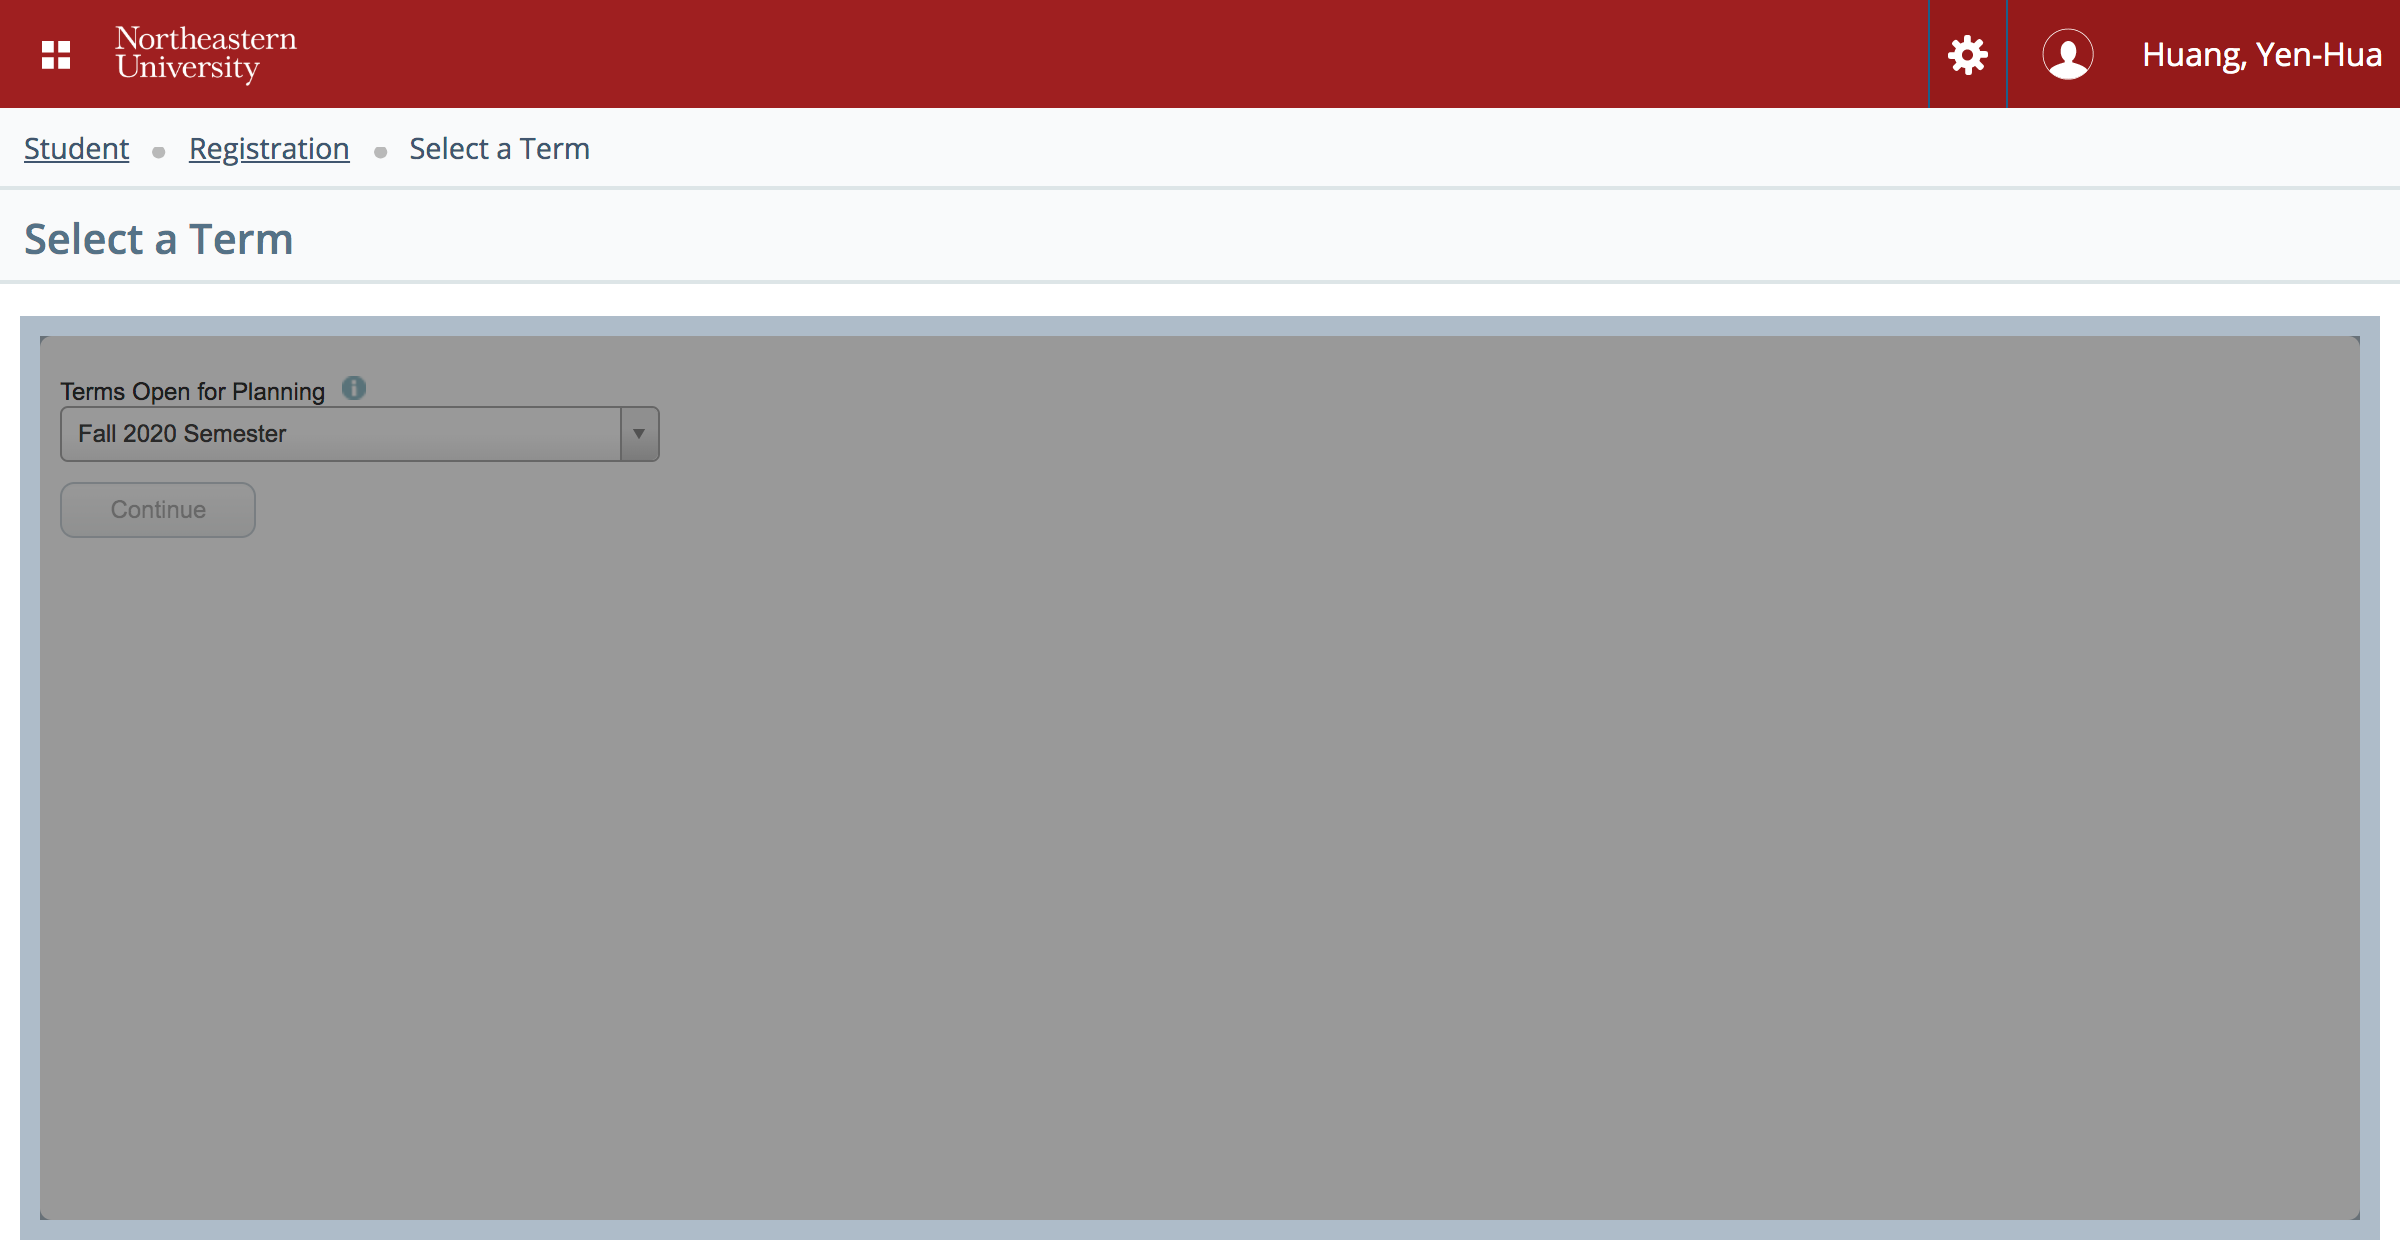 Northeastern
University
Huang, Yen-Hua
Student Registration Select a Term
Select a Term
Terms Open for Planning
Fall 2020 Semester
Continue